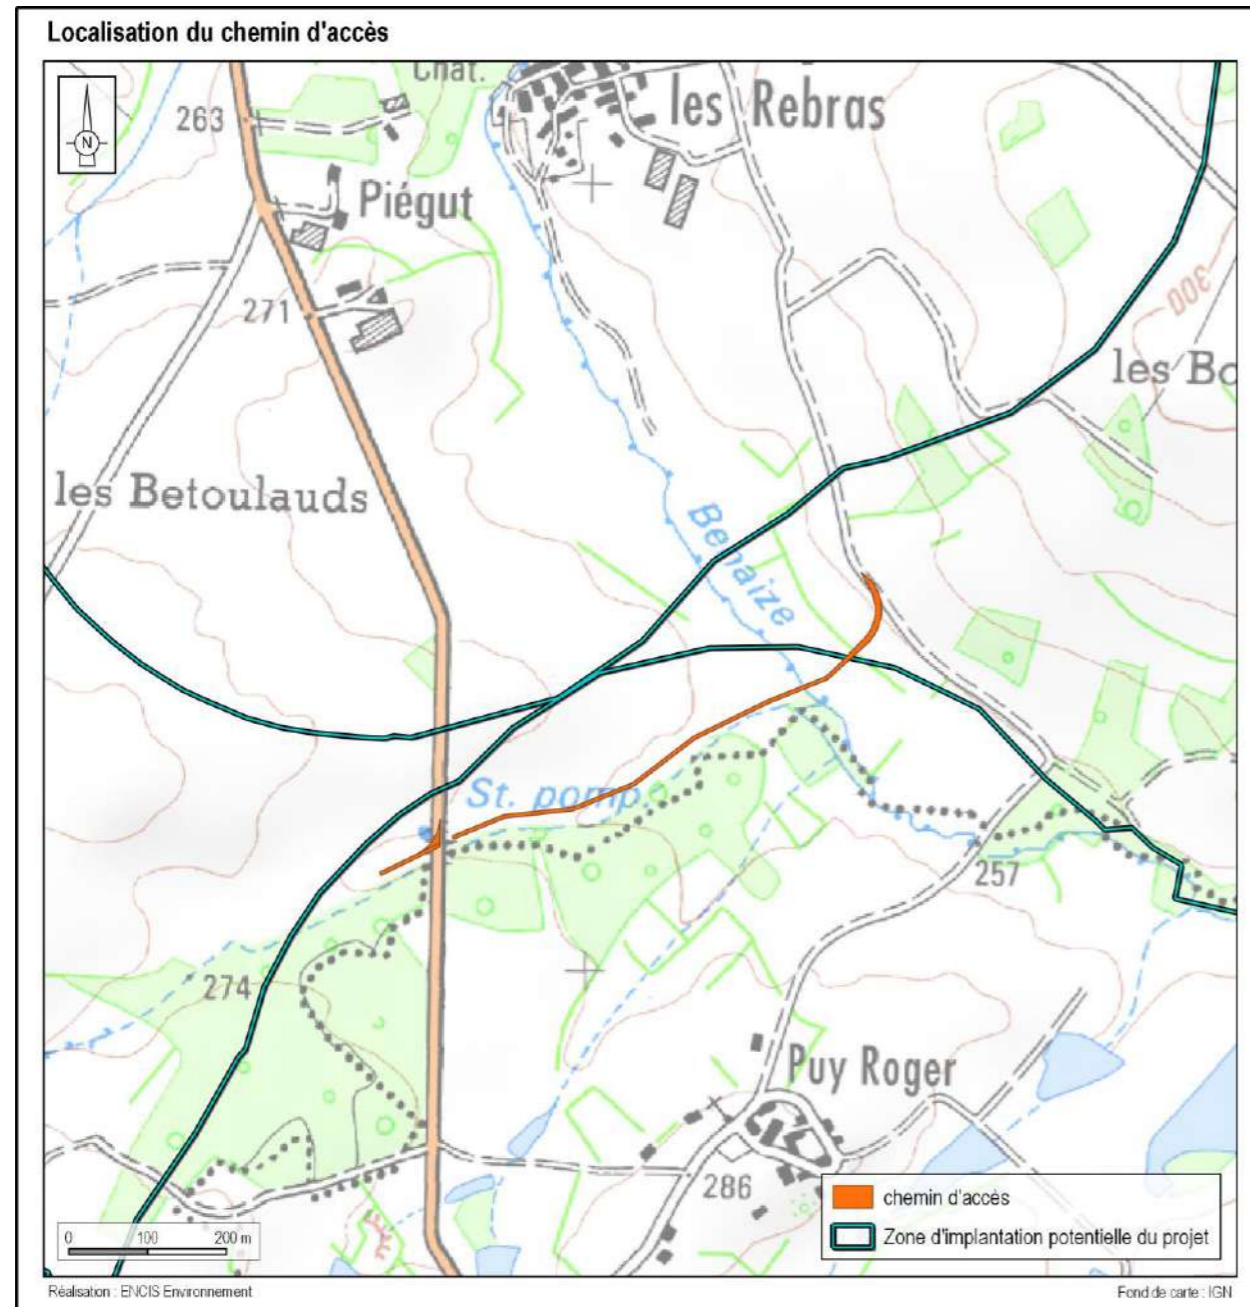 Localisation du chemin d'accès
N
Chat.
les Rebras
263
Piégut
271
300
les Bo
les Betoulauds
Benaize
St. pomp.
257
274
Puy Roger
286
chemin d'accès
Zone d'implantation potentielle du projet
0 100 200 m
Réalisation : ENCIS Environnement
Fond de carte : IGN